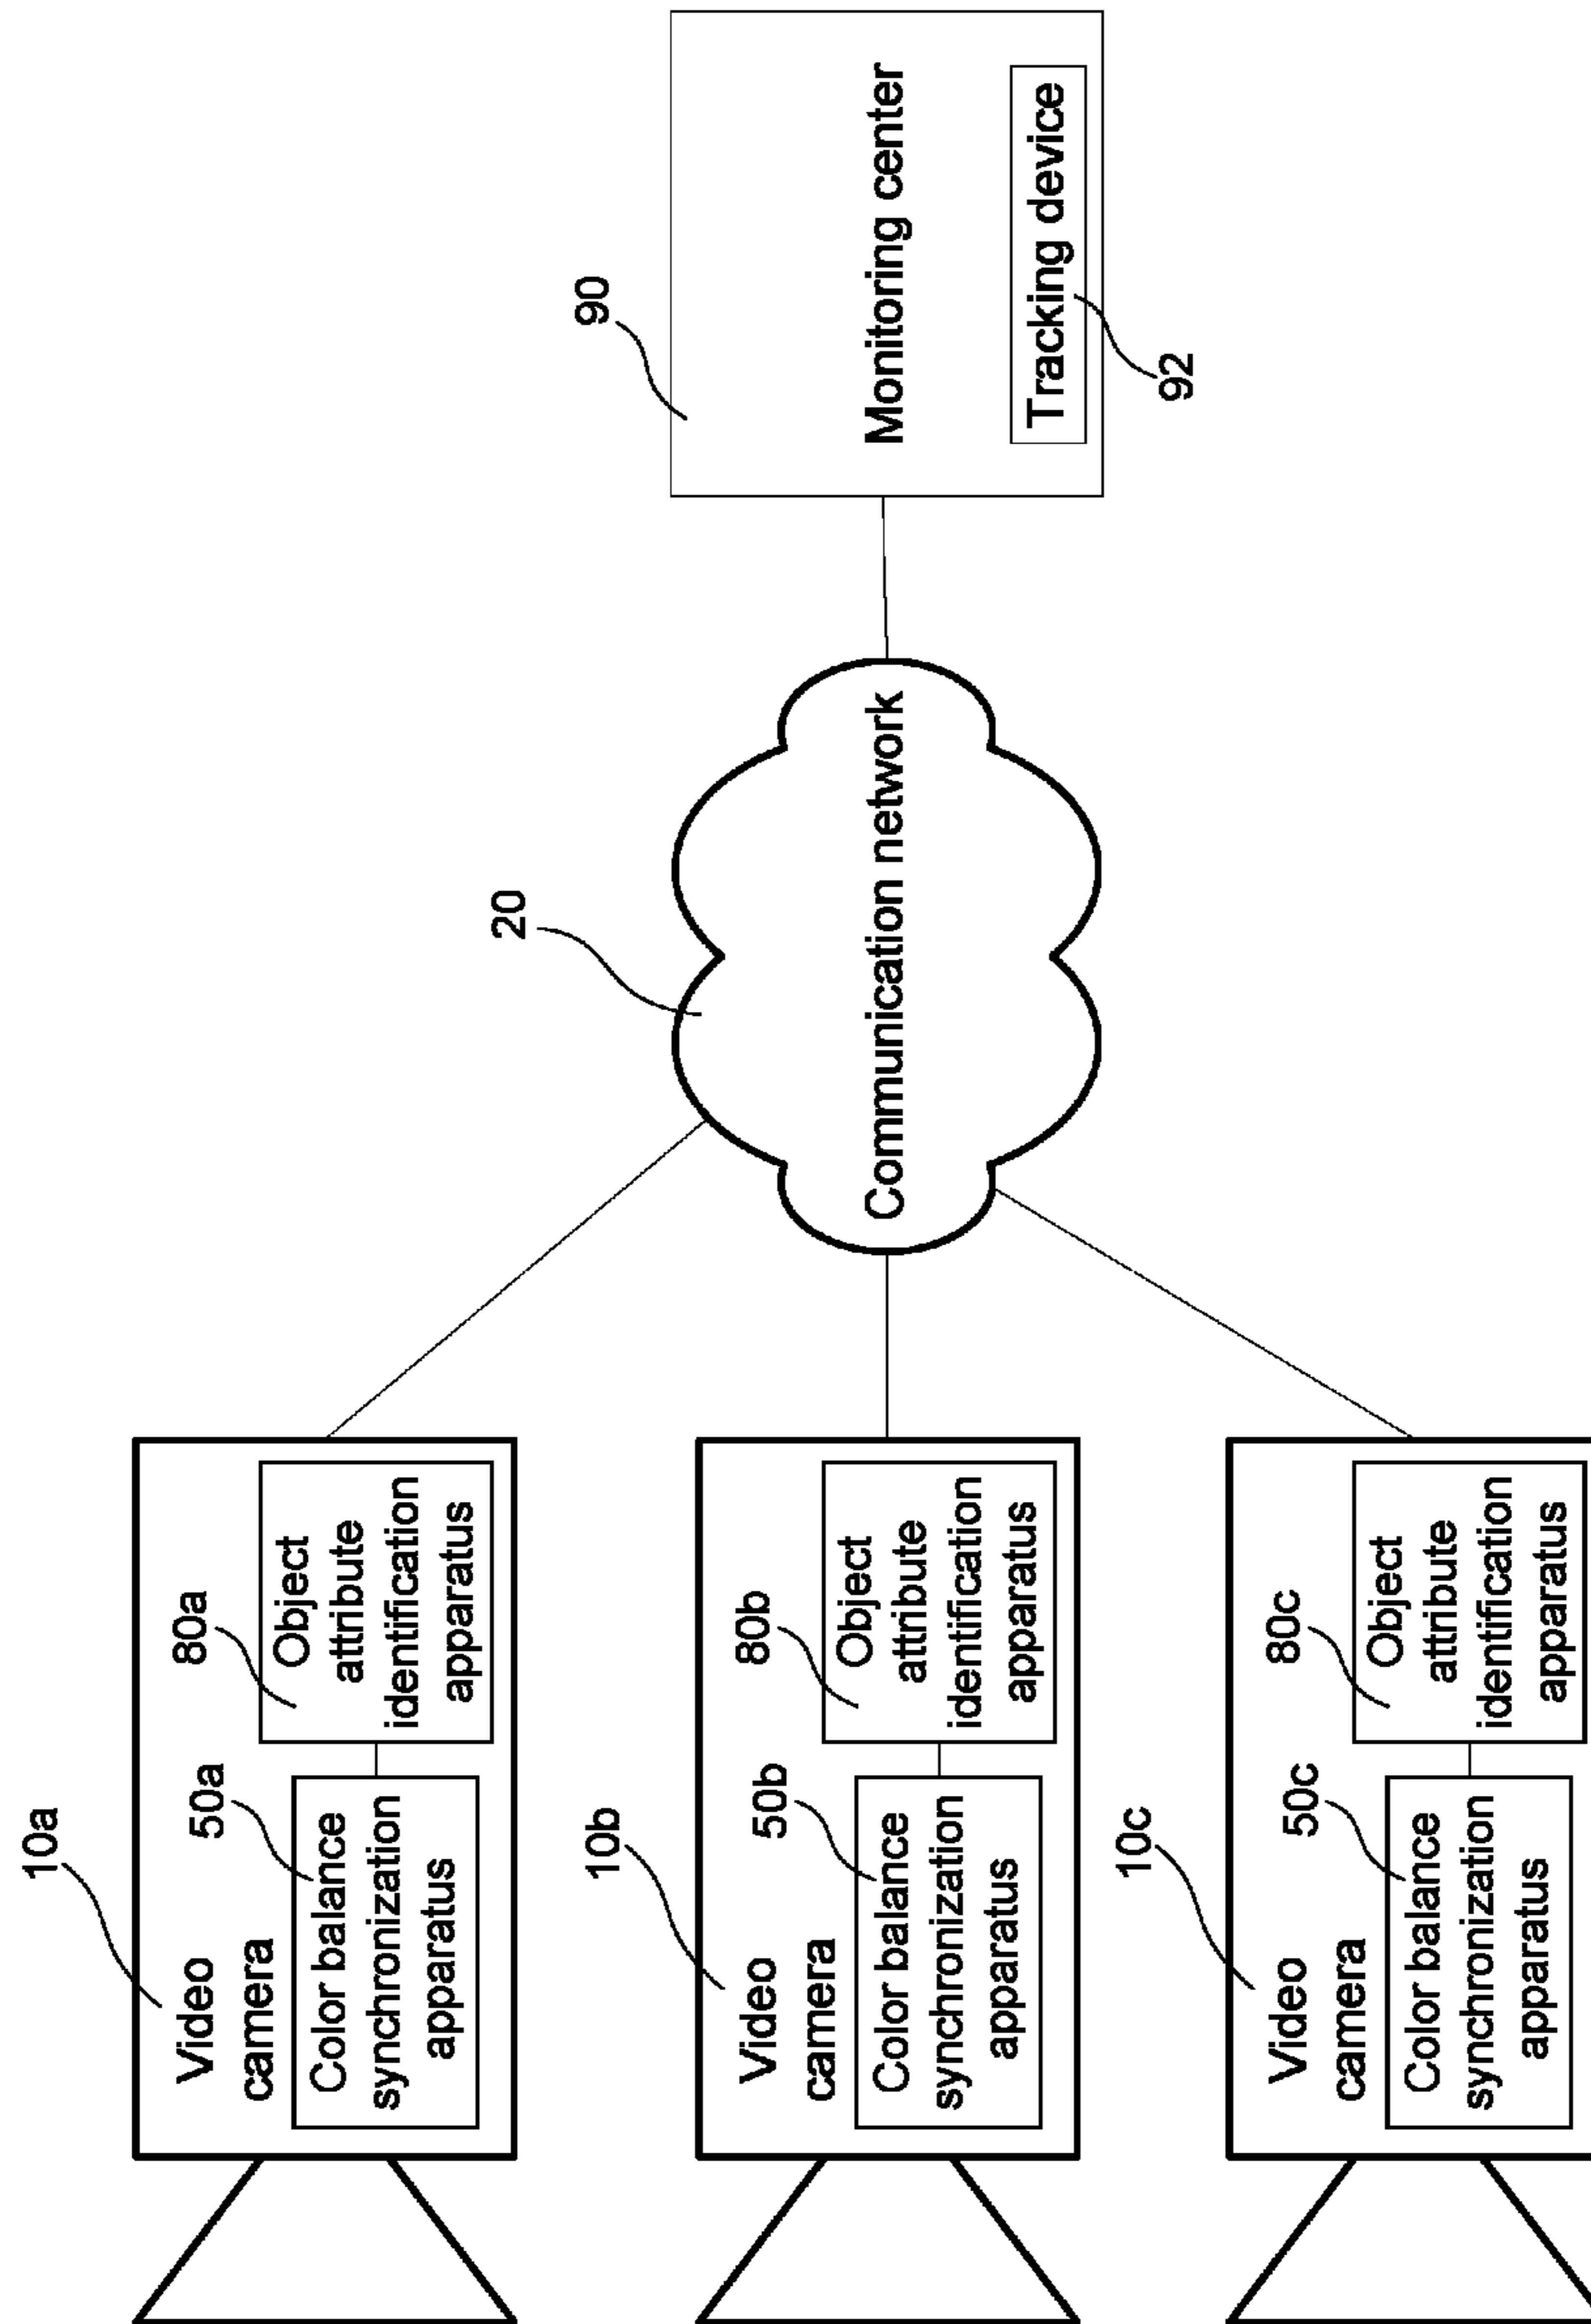 10a
Video
camera
50a
80a
Color balance
synchronization
apparatus
Object
attribute
identification
apparatus
10b
Video
camera
50b
80b
Color balance
synchronization
apparatus
Object
attribute
identification
apparatus
10c
Video
camera
50c
80c
Color balance
synchronization
apparatus
Object
attribute
identification
apparatus
20
Communication network
90
Monitoring center
Tracking device
92